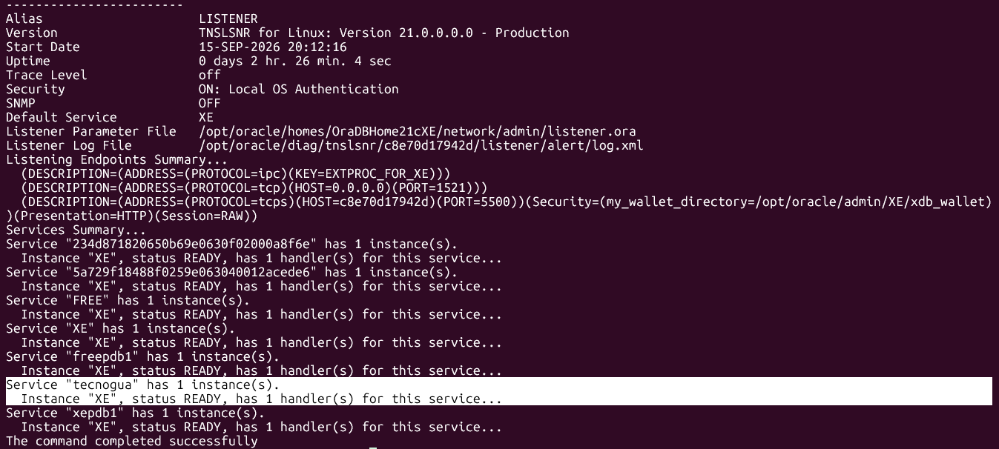 ------------------------
Alias                     LISTENER
Version                   TNSLSNR for Linux: Version 21.0.0.0.0 - Production
Start Date                15-SEP-2026 20:12:16
Uptime                    0 days 2 hr. 26 min. 4 sec
Trace Level               off
Security                  ON: Local OS Authentication
SNMP                      OFF
Default Service           XE
Listener Parameter File   /opt/oracle/homes/OraDBHome21cXE/network/admin/listener.ora
Listener Log File         /opt/oracle/diag/tnslsnr/c8e70d17942d/listener/alert/log.xml
Listening Endpoints Summary...
  (DESCRIPTION=(ADDRESS=(PROTOCOL=ipc)(KEY=EXTPROC_FOR_XE)))
  (DESCRIPTION=(ADDRESS=(PROTOCOL=tcp)(HOST=0.0.0.0)(PORT=1521)))
  (DESCRIPTION=(ADDRESS=(PROTOCOL=tcps)(HOST=c8e70d17942d)(PORT=5500))(Security=(my_wallet_directory=/opt/oracle/admin/XE/xdb_wallet)
)(Presentation=HTTP)(Session=RAW))
Services Summary...
Service "234d871820650b69e0630f02000a8f6e" has 1 instance(s).
  Instance "XE", status READY, has 1 handler(s) for this service...
Service "5a729f18488f0259e063040012acede6" has 1 instance(s).
  Instance "XE", status READY, has 1 handler(s) for this service...
Service "FREE" has 1 instance(s).
  Instance "XE", status READY, has 1 handler(s) for this service...
Service "XE" has 1 instance(s).
  Instance "XE", status READY, has 1 handler(s) for this service...
Service "freepdb1" has 1 instance(s).
  Instance "XE", status READY, has 1 handler(s) for this service...
Service "tecnogua" has 1 instance(s).
  Instance "XE", status READY, has 1 handler(s) for this service...
Service "xepdb1" has 1 instance(s).
  Instance "XE", status READY, has 1 handler(s) for this service...
The command completed successfully